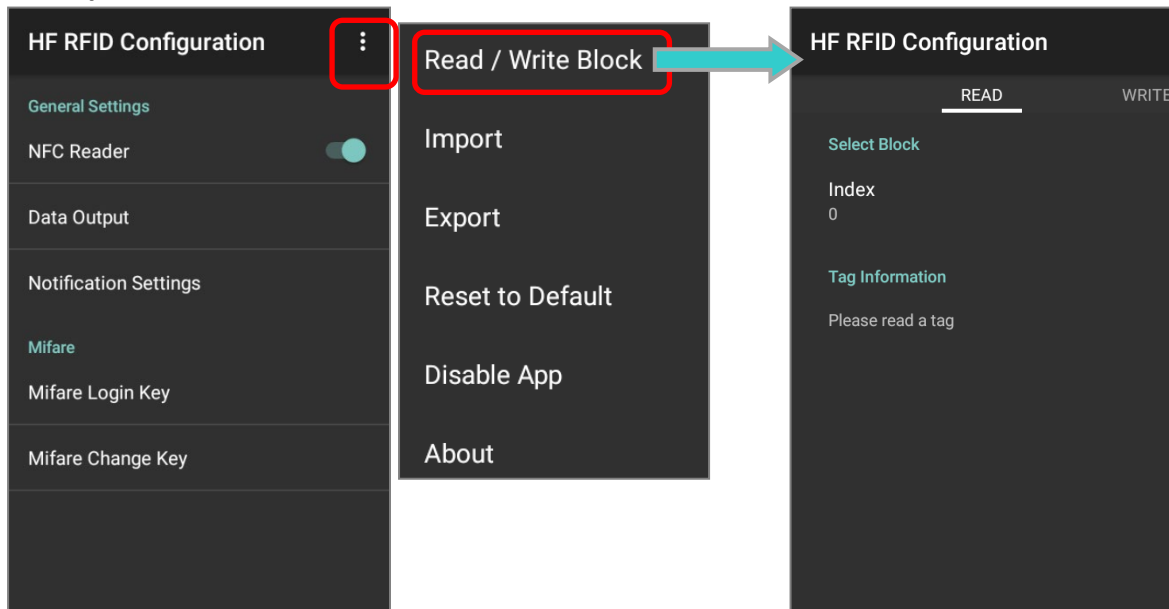 HF RFID Configuration
General Settings
NFC Reader
Data Output
Notification Settings
Mifare
Mifare Login Key
Mifare Change Key
Read / Write Block
Import
Export
Reset to Default
Disable App
About
HF RFID Configuration
READ WRITE
Select Block
Index
0
Tag Information
Please read a tag